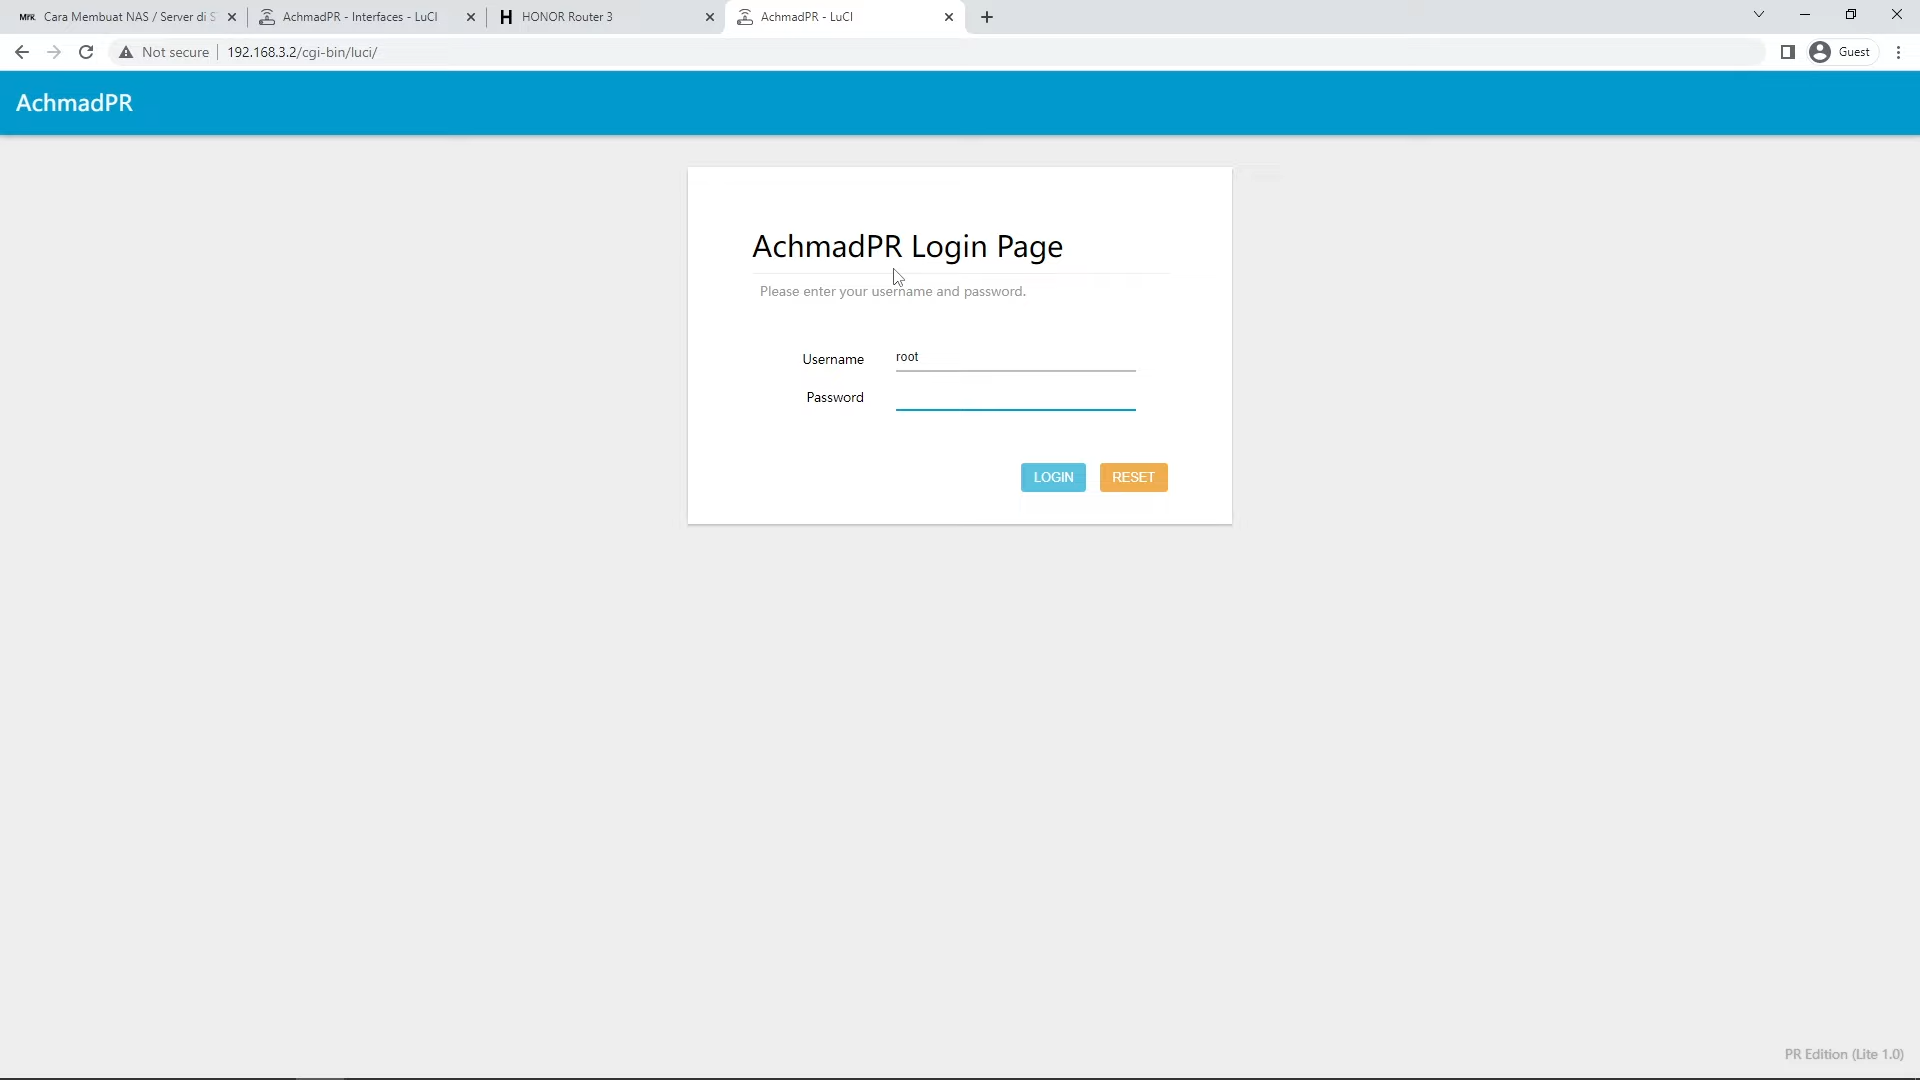 MFR. Cara Membuat NAS / Server di S
AchmadPR - Interfaces - LuCI
HONOR Router 3
AchmadPR - LuCI
Not secure
192.168.3.2/cgi-bin/luci/
Guest
AchmadPR
AchmadPR Login Page
Please enter your username and password.
Username
root
Password
LOGIN
RESET
PR Edition (Lite 1.0)